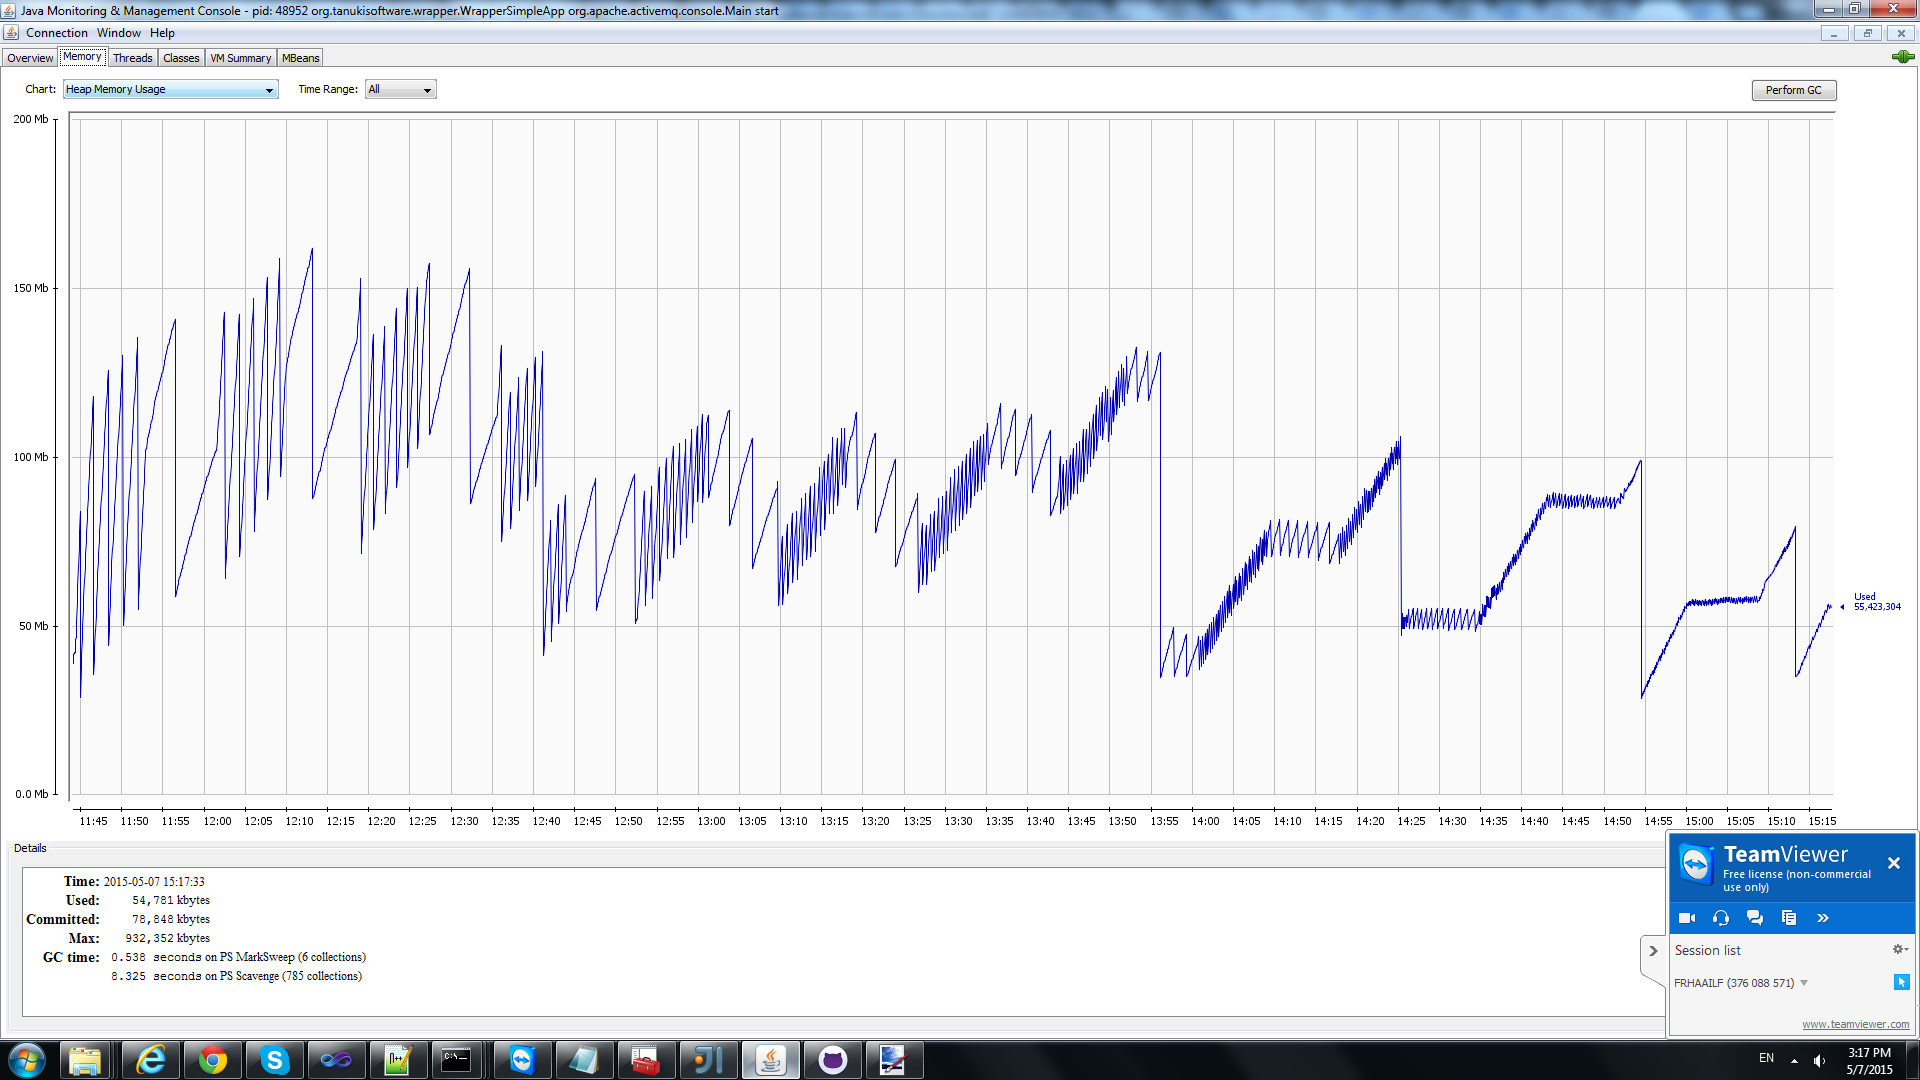 Java Monitoring & Management Console - pid: 48952 org.tanukisoftware.wrapper.WrapperSimpleApp org.apache.activemq.console.Main start
Connection Window Help
Overview Memory Threads Classes VM Summary MBeans
Chart: Heap Memory Usage Time Range: All Perform GC
200 Mb
150 Mb
100 Mb
50 Mb
0.0 Mb
Used
55,423,304
11:45 11:50 11:55 12:00 12:05 12:10 12:15 12:20 12:25 12:30 12:35 12:40 12:45 12:50 12:55 13:00 13:05 13:10 13:15 13:20 13:25 13:30 13:35 13:40 13:45 13:50 13:55 14:00 14:05 14:10 14:15 14:20 14:25 14:30 14:35 14:40 14:45 14:50 14:55 15:00 15:05 15:10 15:15
Details
Time: 2015-05-07 15:17:33
Used: 54,781 kbytes
Committed: 78,848 kbytes
Max: 932,352 kbytes
GC time: 0.538 seconds on PS MarkSweep (6 collections)
8.325 seconds on PS Scavenge (785 collections)
TeamViewer
Free license (non-commercial
use only)
Session list
FRHAAILF (376 088 571)
www.teamviewer.com
EN
3:17 PM
5/7/2015